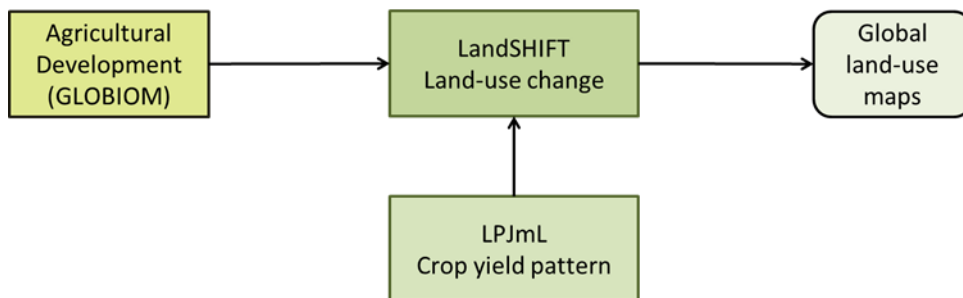 Agricultural
Development
(GLOBIOM)
LandSHIFT
Land-use change
Global
land-use
maps
LPJmL
Crop yield pattern